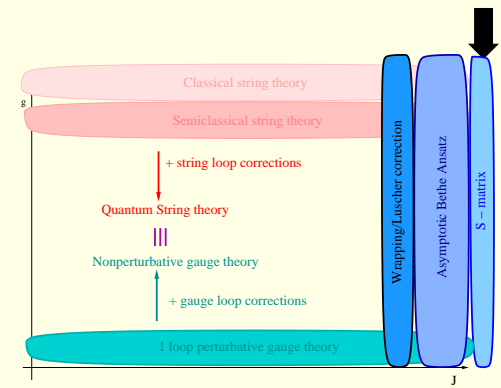 Classical string theory
g
Semiclassical string theory
+ string loop corrections
Quantum String theory
Nonperturbative gauge theory
+ gauge loop corrections
1 loop perturbative gauge theory
J
Wrapping/Luscher correction
Asymptotic Bethe Ansatz
S − matrix